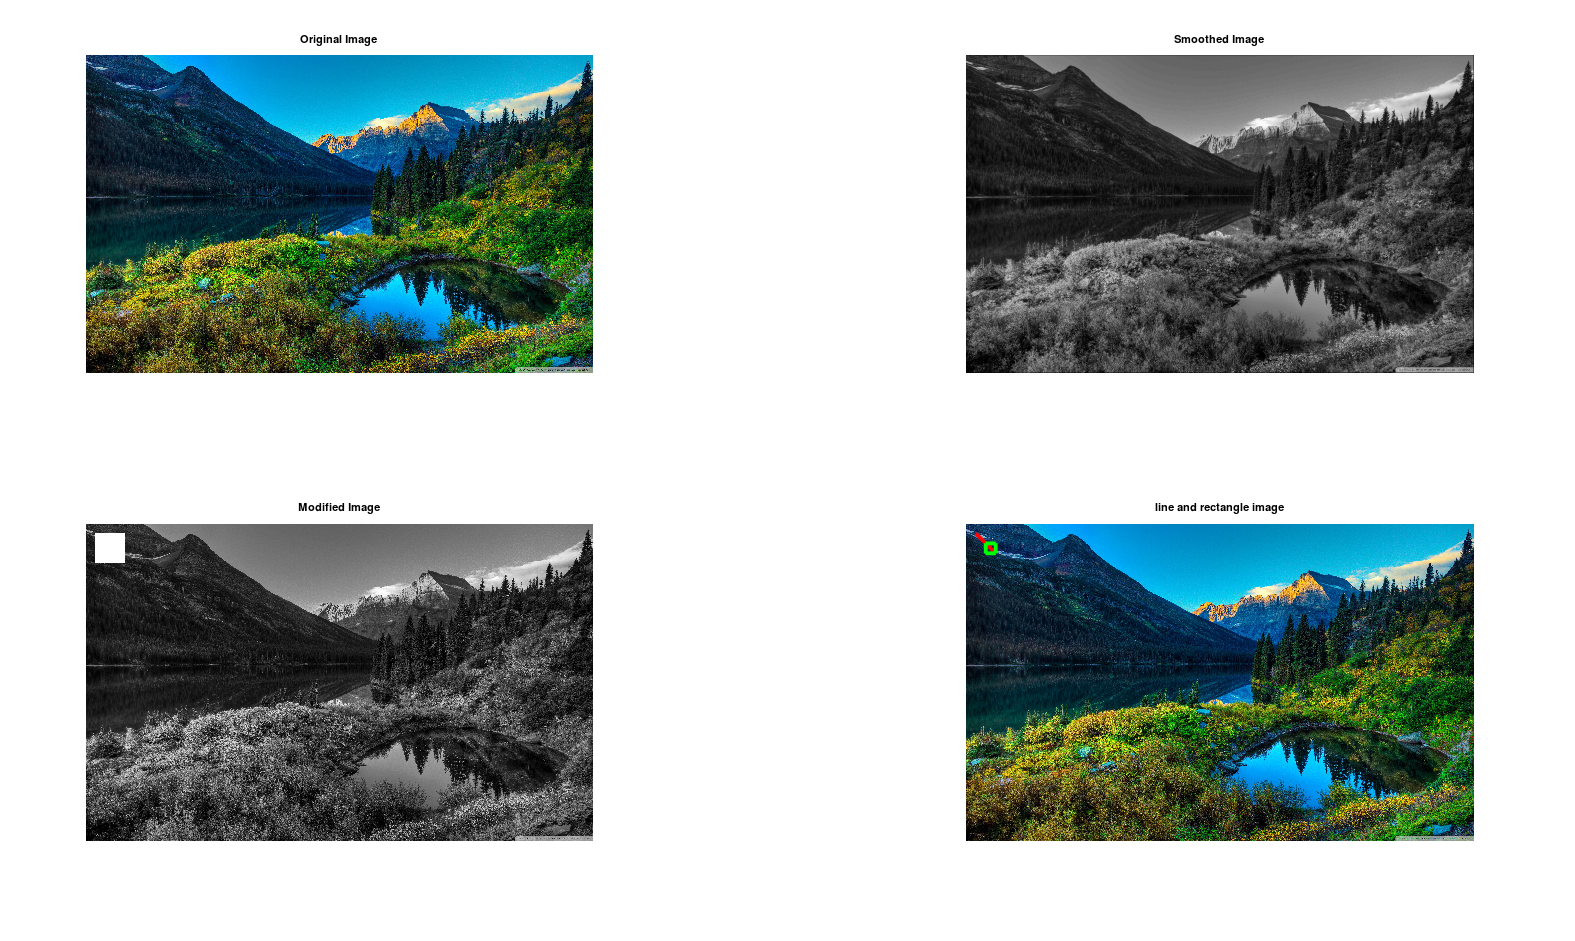 Original Image
Smoothed Image
Modified Image
line and rectangle image